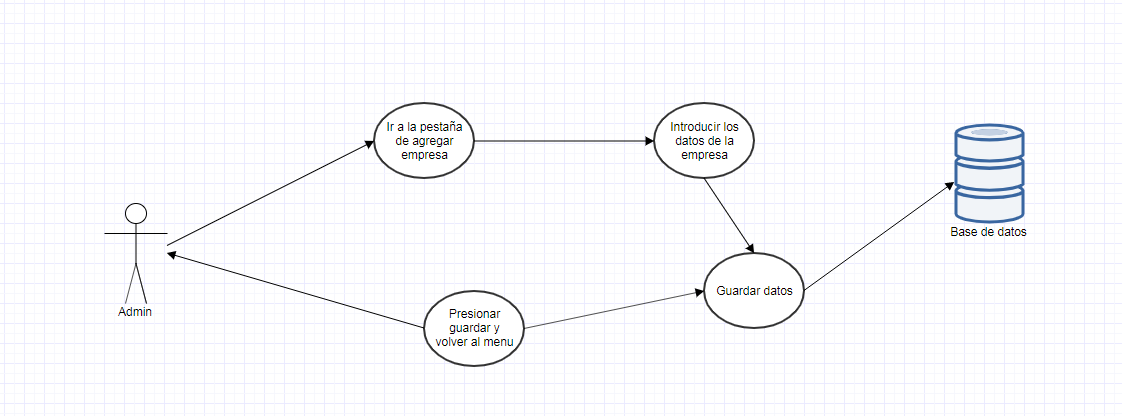 Ir a la pestaña
de agregar
empresa
Introducir los
datos de la
empresa
Base de datos
Admin
Guardar datos
Presionar
guardar y
volver al menu